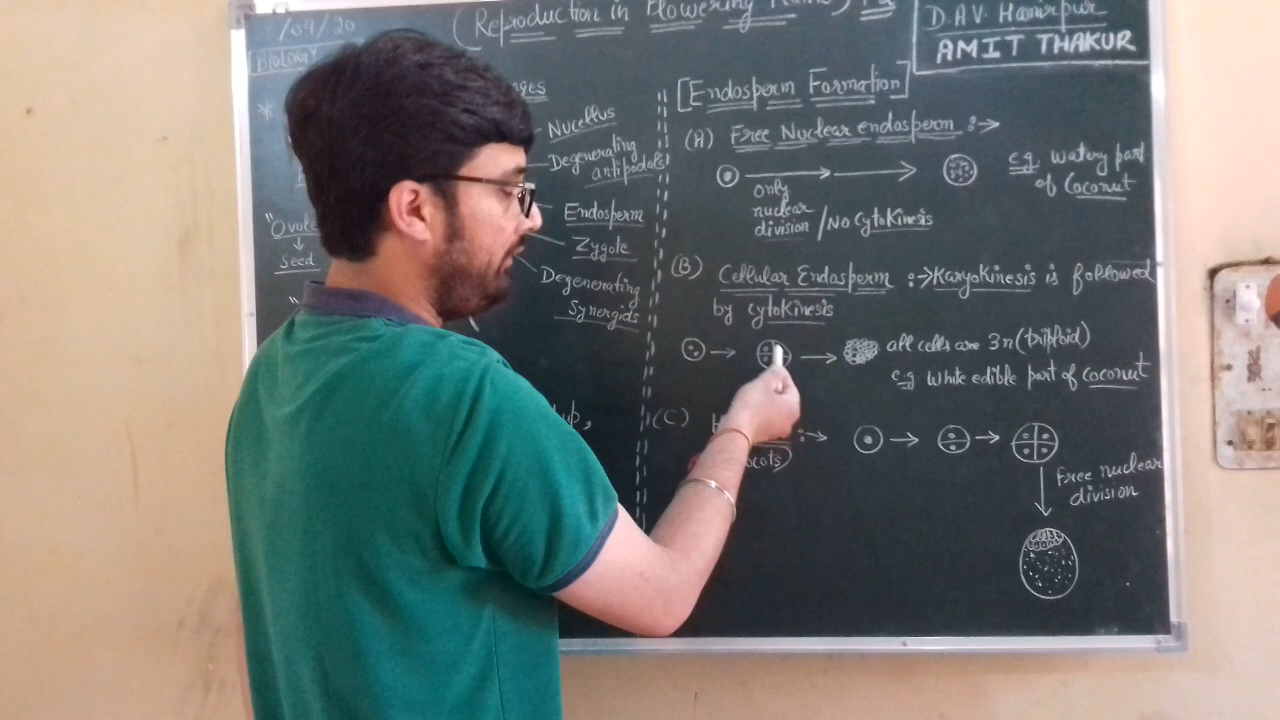 /04/20
BIOLOGY
(Reproduction in Flowering
D.A.V. Hamirpur
AMIT THAKUR
*
"Ovule
↓
Seed
"
Nucellus
Degenerating
antipodals
Endosperm
Zygote
Degenerating
Synergids
[Endosperm Formation]
(A) Free Nuclear endosperm :→
only
nuclear
division / No Cytokinesis
e.g. watery part
of Coconut
(B) Cellular Endosperm :→ Karyokinesis is followed
by cytokinesis
all cells are 3n (triploid)
e.g White edible part of coconut
(C)
:→
Free nuclear
division